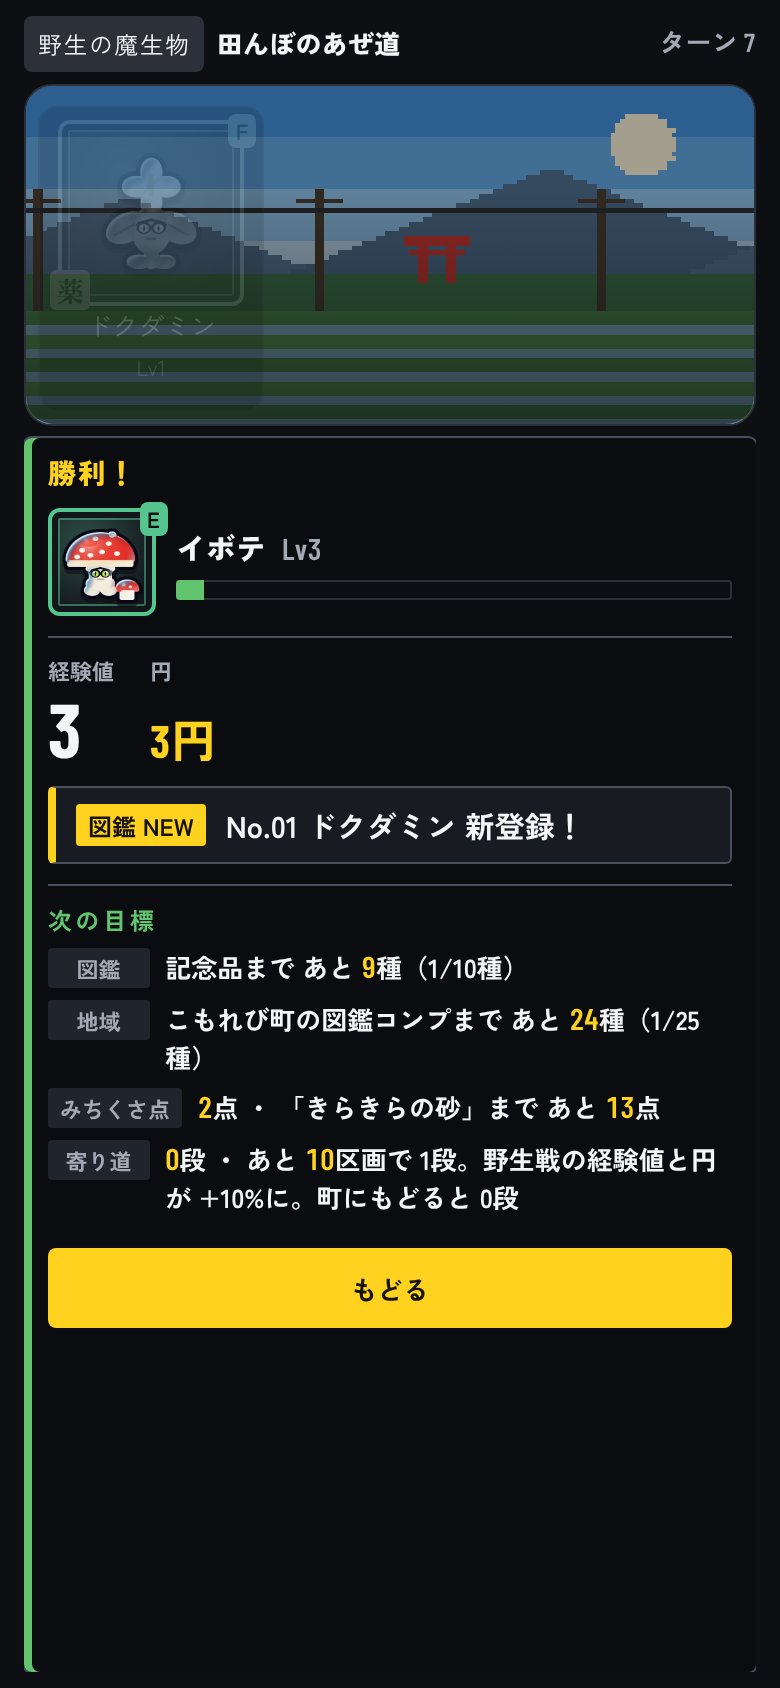 野生の魔生物 田んぼのあぜ道 ターン 7
F
薬
ドクダミン
Lv1
勝利！
E
イボテ Lv3
経験値 円
3 3円
図鑑 NEW No.01 ドクダミン 新登録！
次の目標
図鑑 記念品まで あと 9種（1/10種）
地域 こもれび町の図鑑コンプまで あと 24種（1/25
種）
みちくさ点 2点 ・ 「きらきらの砂」まで あと 13点
寄り道 0段 ・ あと 10区画で 1段。野生戦の経験値と円
が +10%に。町にもどると 0段
もどる